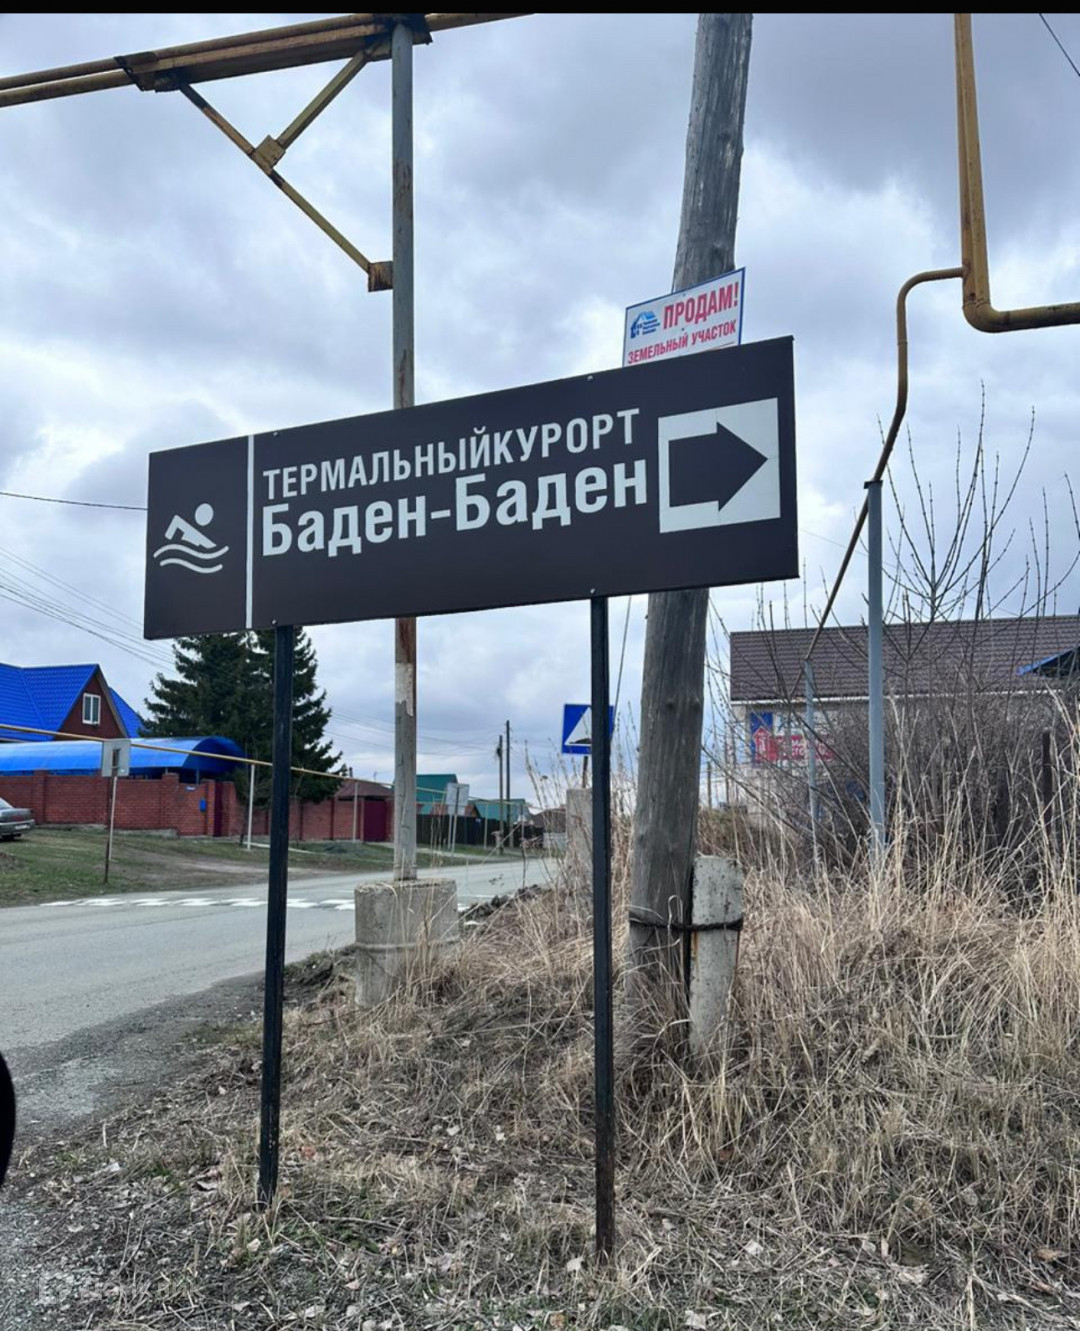 ПРОДАМ!
ЗЕМЕЛЬНЫЙ УЧАСТОК
ТЕРМАЛЬНЫЙКУРОРТ
Баден-Баден